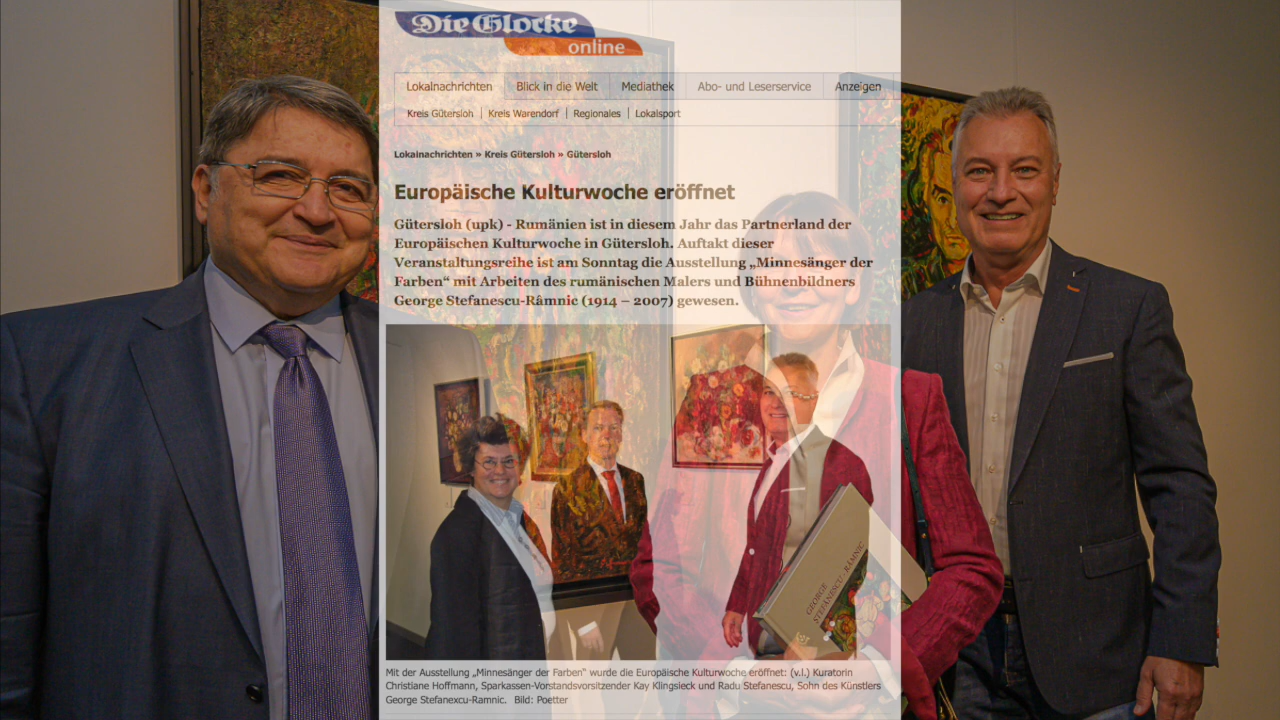 Die Glocke
online
Lokalnachrichten Blick in die Welt Mediathek Abo- und Leserservice Anzeigen
Kreis Gütersloh Kreis Warendorf Regionales Lokalsport
Lokalnachrichten » Kreis Gütersloh » Gütersloh
Europäische Kulturwoche eröffnet
Gütersloh (upk) - Rumänien ist in diesem Jahr das Partnerland der
Europäischen Kulturwoche in Gütersloh. Auftakt dieser
Veranstaltungsreihe ist am Sonntag die Ausstellung „Minnesänger der
Farben“ mit Arbeiten des rumänischen Malers und Bühnenbildners
George Stefanescu-Râmnic (1914 – 2007) gewesen.
GEORGE
STEFANESCU - RÂMNIC
Mit der Ausstellung „Minnesänger der Farben“ wurde die Europäische Kulturwoche eröffnet: (v.l.) Kuratorin
Christiane Hoffmann, Sparkassen-Vorstandsvorsitzender Kay Klingsieck und Radu Stefanescu, Sohn des Künstlers
George Stefanexcu-Ramnic. Bild: Poetter